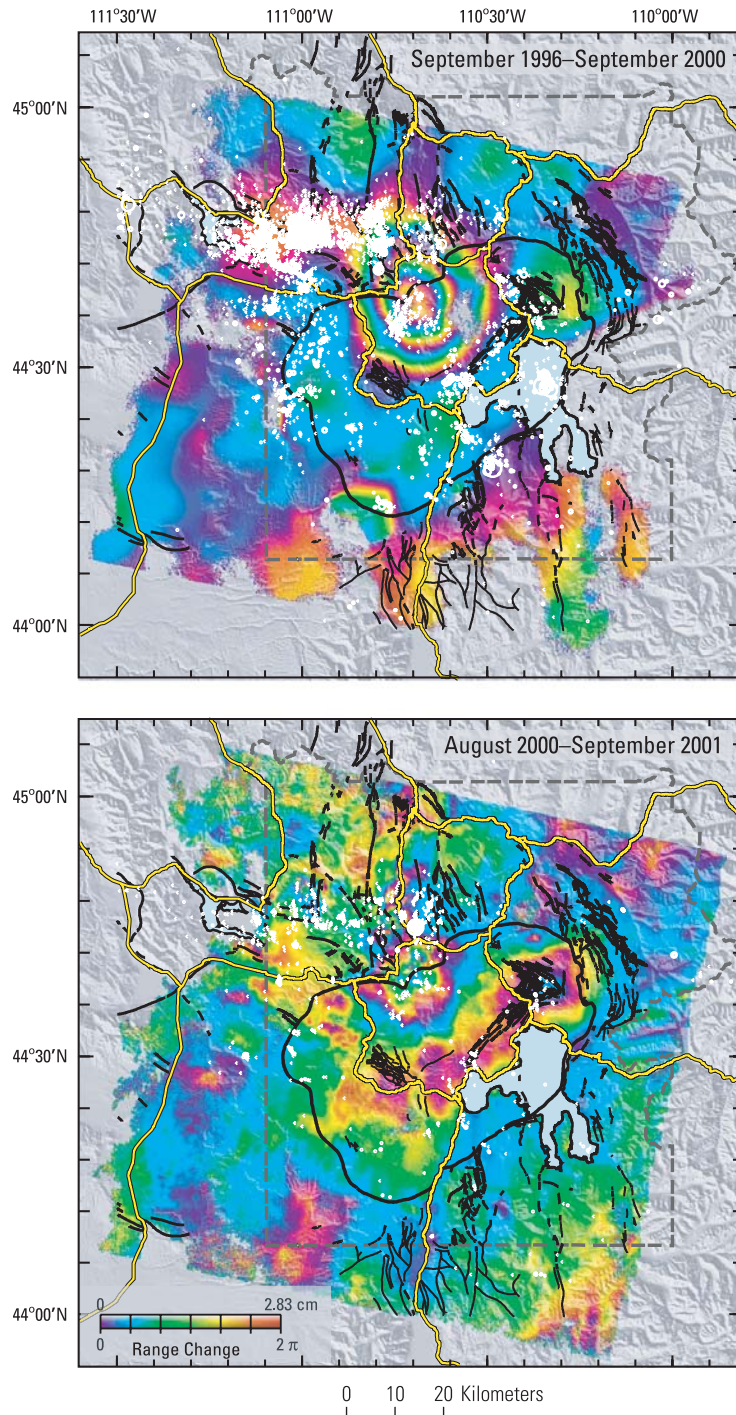 111°30′W 111°00′W 110°30′W 110°00′W
September 1996–September 2000
45°00′N
44°30′N
44°00′N
August 2000–September 2001
45°00′N
44°30′N
44°00′N
0 2.83 cm
0 Range Change 2 π
0 10 20 Kilometers